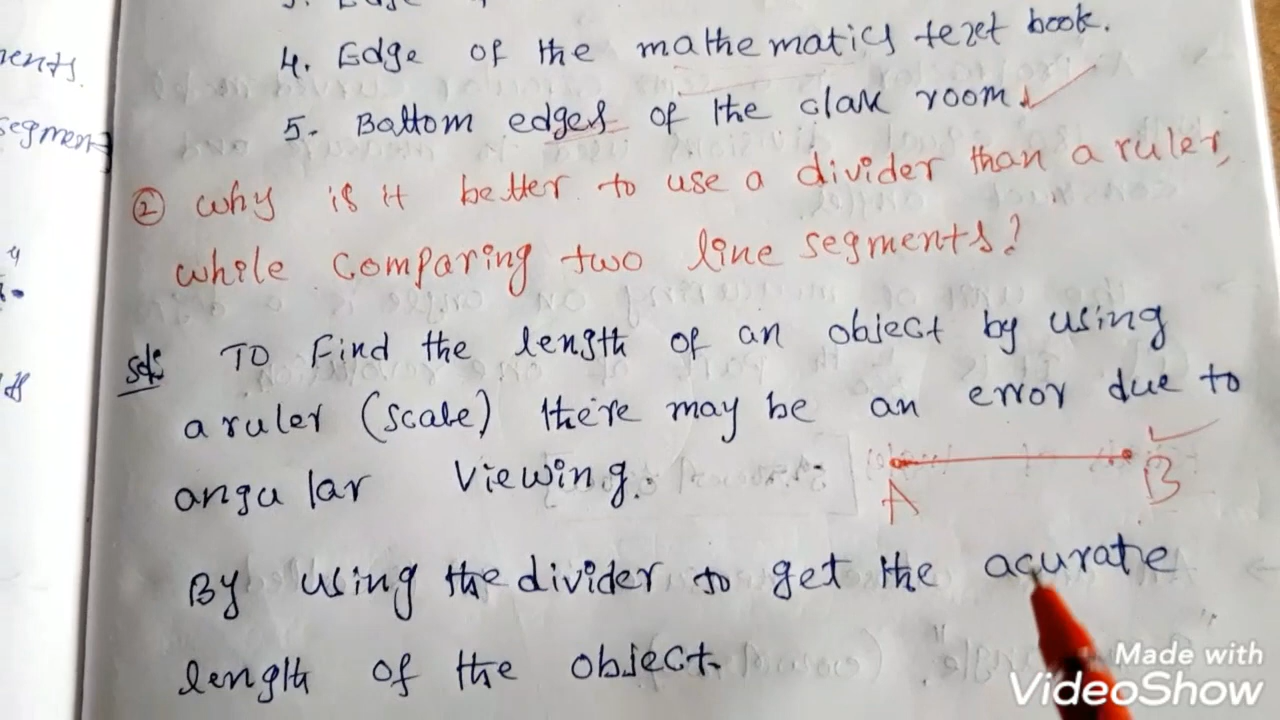 4. Edge of the mathematics text book.
5. Bottom edges of the class room.
② why is it better to use a divider than a ruler,
while comparing two line segments?
Sol: To Find the length of an object by using
a ruler (scale) there may be an error due to
angular viewing.
A B
By using the divider to get the acurate
length of the object.
Made with
VideoShow